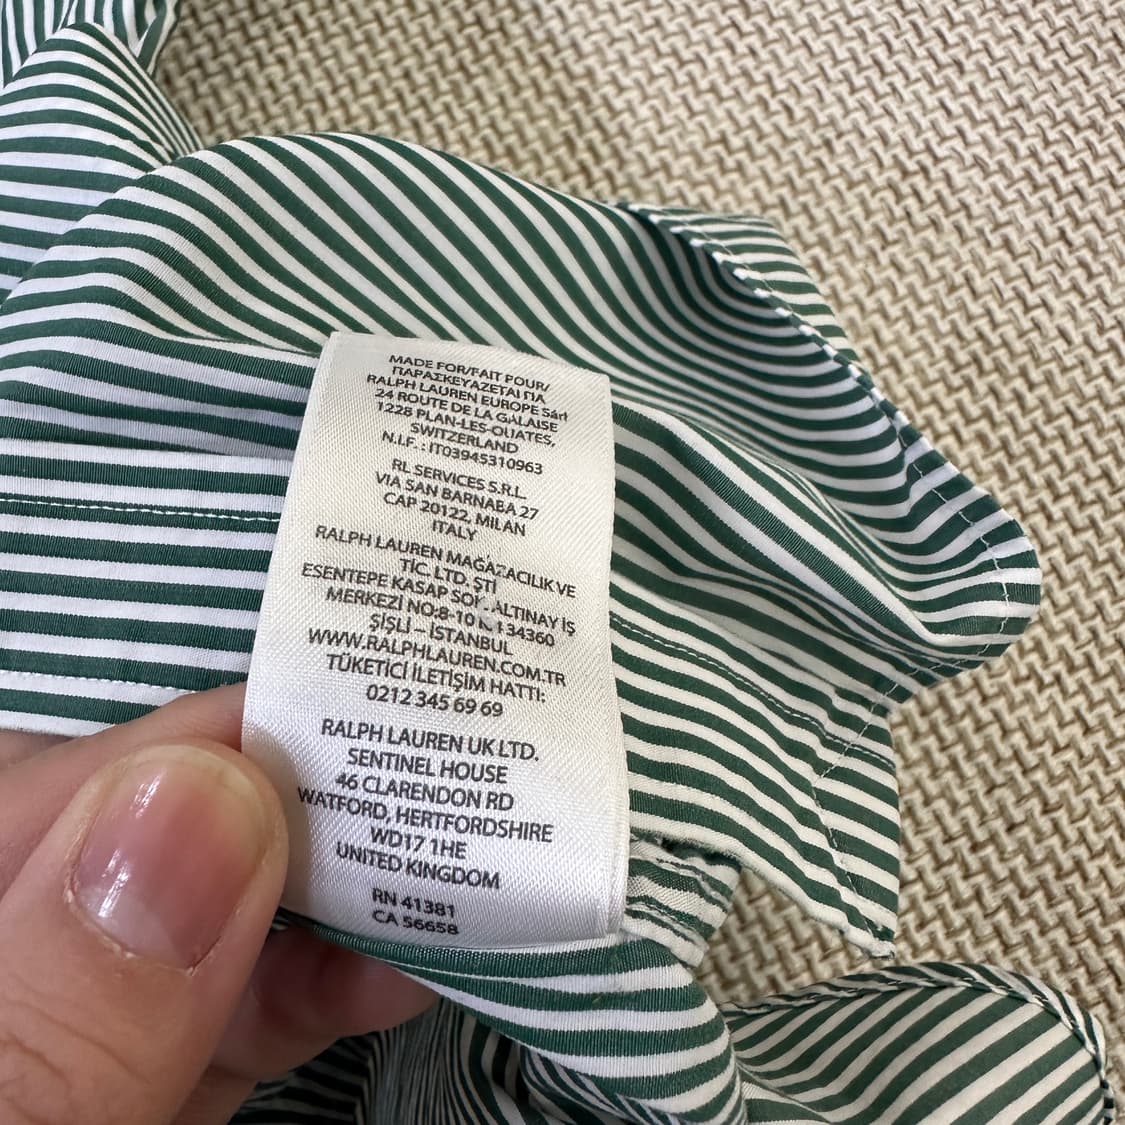 MADE FOR/FAIT POUR/
ΠΑΡΑΣΚΕΥΑΖΕΤΑΙ ΓΙΑ
RALPH LAUREN EUROPE Sàrl
24 ROUTE DE LA GALAISE
1228 PLAN-LES-OUATES,
SWITZERLAND
N.I.F. : IT03945310963
RL SERVICES S.R.L.
VIA SAN BARNABA 27
CAP 20122, MILAN
ITALY
RALPH LAUREN MAĞAZACILIK VE
TİC. LTD. ŞTİ
ESENTEPE KASAP SOK ALTINAY İŞ
MERKEZİ NO:8-10 34360
ŞİŞLİ – İSTANBUL
WWW.RALPHLAUREN.COM.TR
TÜKETİCİ İLETİŞİM HATTI:
0212 345 69 69
RALPH LAUREN UK LTD.
SENTINEL HOUSE
46 CLARENDON RD
WATFORD, HERTFORDSHIRE
WD17 1HE
UNITED KINGDOM
RN 41381
CA 56658